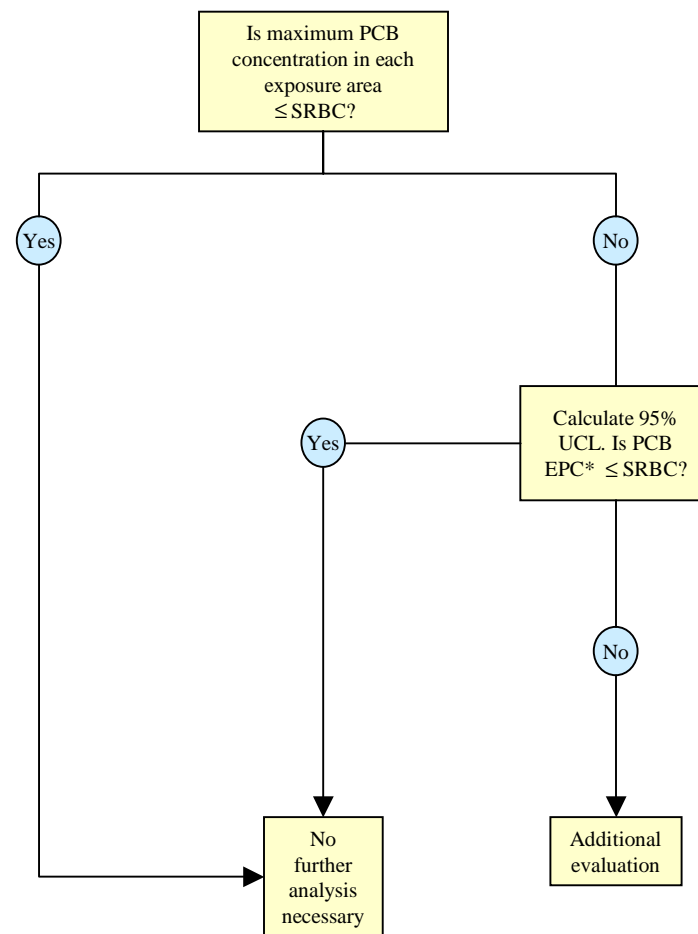 Is maximum PCB
concentration in each
exposure area
≤ SRBC?
Yes
No
Calculate 95%
UCL. Is PCB
EPC* ≤ SRBC?
Yes
No
No
further
analysis
necessary
Additional
evaluation